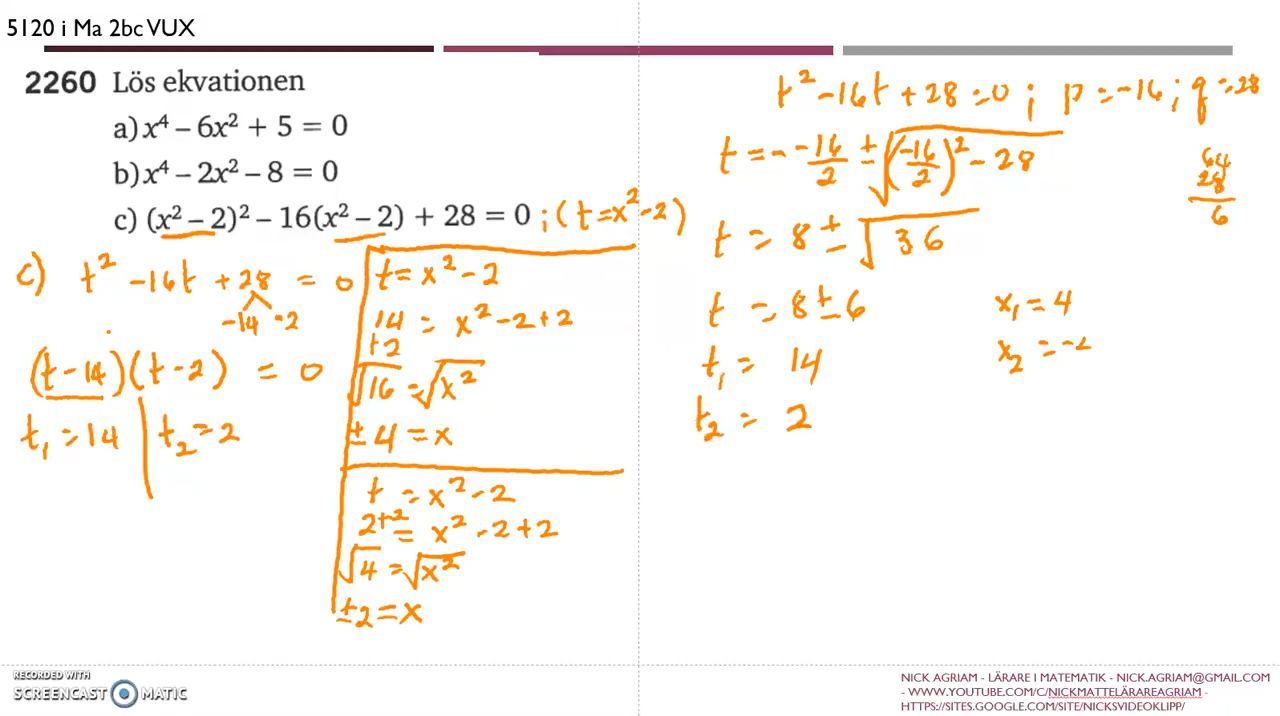 5120 i Ma 2bc VUX
2260 Lös ekvationen
a) x⁴ – 6x² + 5 = 0
b) x⁴ – 2x² – 8 = 0
c) (x² – 2)² – 16(x² – 2) + 28 = 0 ; (t = x² - 2)
c) t² - 16t + 28 = 0
-14 -2
(t - 14)(t - 2) = 0
t₁ = 14 | t₂ = 2
t = x² - 2
14 = x² - 2 + 2
+2
√16 = √x²
± 4 = x
t = x² - 2
2+2 = x² - 2 + 2
√4 = √x²
±2 = x
t² - 16t + 28 = 0 ; p = -16 ; q = 28
t = - -16/2 ± √((-16/2)² - 28
64
28
6
t = 8 ± √36
t = 8 ± 6
t₁ = 14
t₂ = 2
x₁ = 4
x₂ = -4
RECORDED WITH
SCREENCAST MATIC
NICK AGRIAM - LÄRARE I MATEMATIK - NICK.AGRIAM@GMAIL.COM
- WWW.YOUTUBE.COM/C/NICKMATTELÄRAREAGRIAM -
HTTPS://SITES.GOOGLE.COM/SITE/NICKSVIDEOKLIPP/